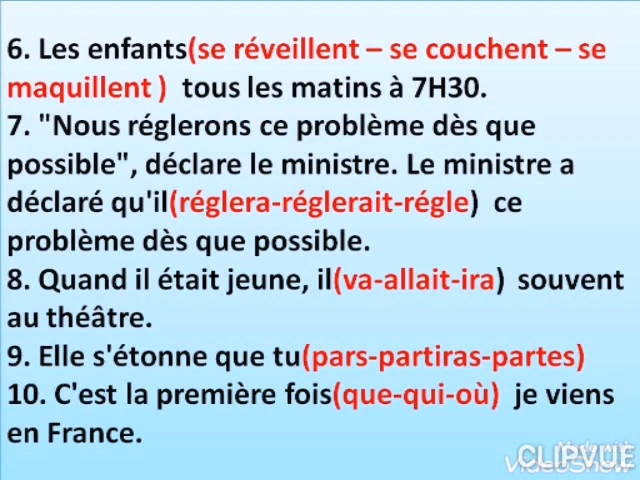 6. Les enfants(se réveillent – se couchent – se
maquillent ) tous les matins à 7H30.
7. "Nous réglerons ce problème dès que
possible", déclare le ministre. Le ministre a
déclaré qu'il(réglera-réglerait-régle) ce
problème dès que possible.
8. Quand il était jeune, il(va-allait-ira) souvent
au théâtre.
9. Elle s'étonne que tu(pars-partiras-partes)
10. C'est la première fois(que-qui-où) je viens
en France.
Made with
CLIPVUE
VideoShow